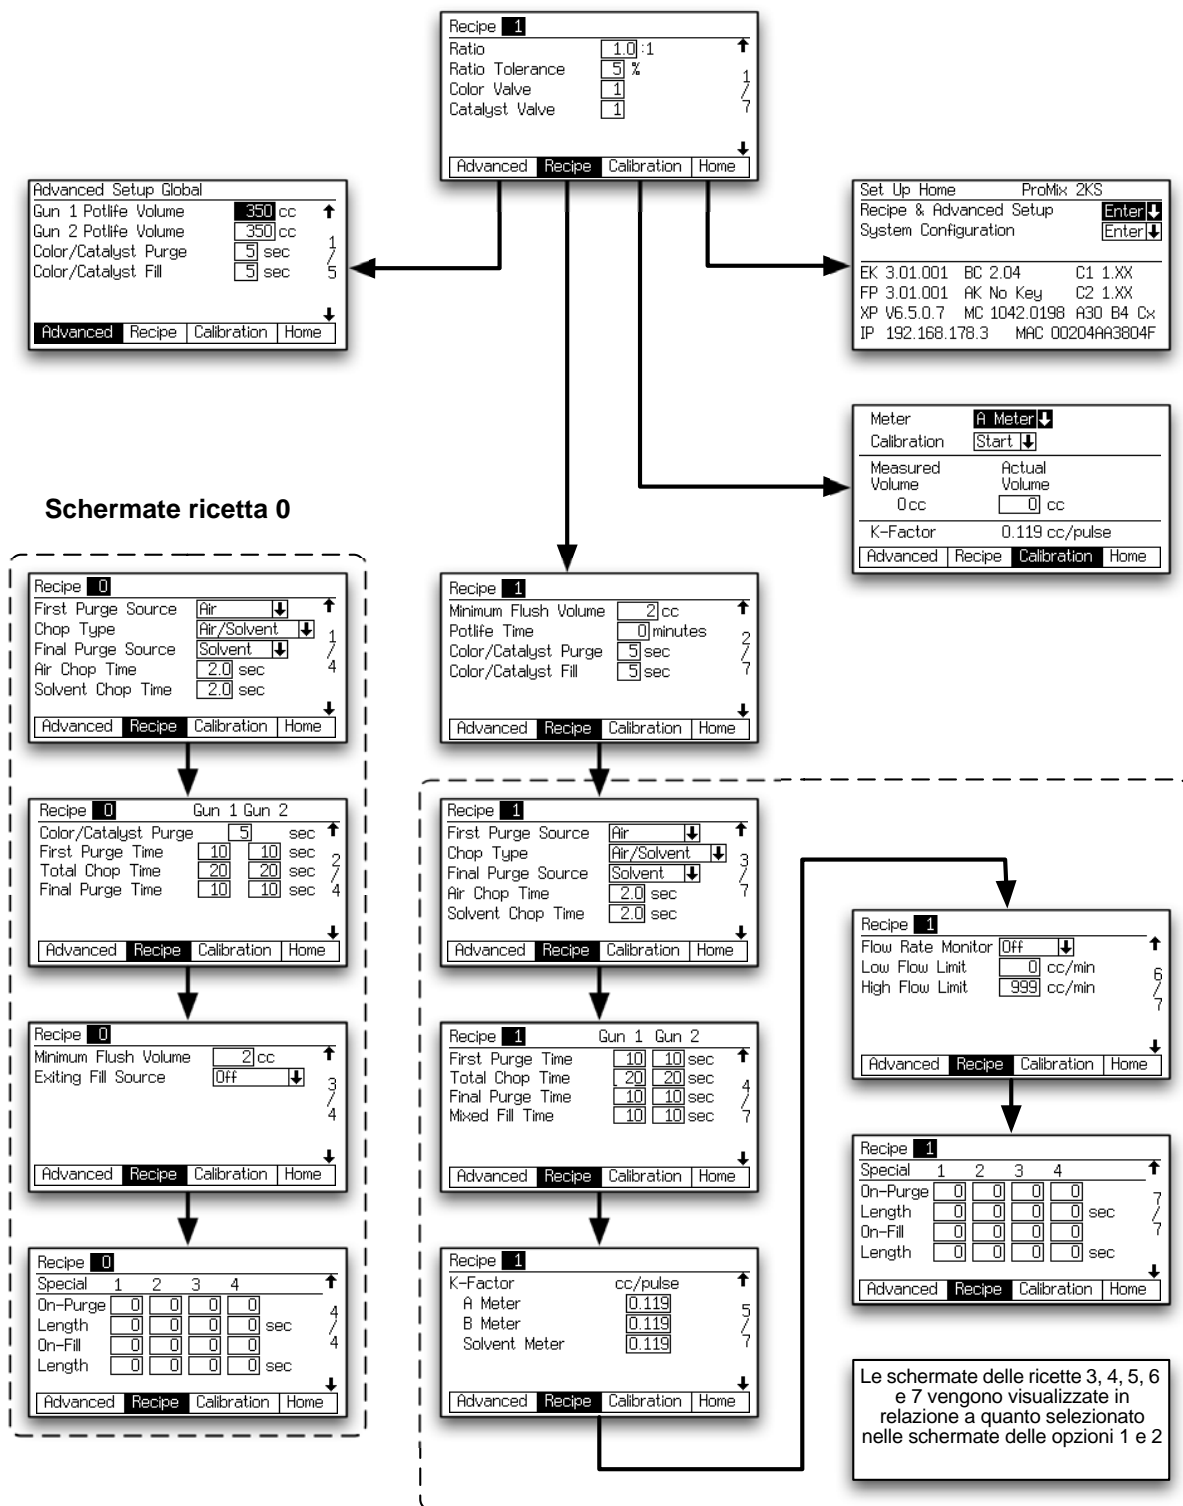 Recipe 1
Ratio 1.0 :1
Ratio Tolerance 5 %
Color Valve 1
Catalyst Valve 1
1/7
Advanced Recipe Calibration Home
Advanced Setup Global
Gun 1 Potlife Volume 350 cc
Gun 2 Potlife Volume 350 cc
Color/Catalyst Purge 5 sec
Color/Catalyst Fill 5 sec
1/5
Advanced Recipe Calibration Home
Set Up Home ProMix 2KS
Recipe & Advanced Setup Enter
System Configuration Enter
EK 3.01.001 BC 2.04 C1 1.XX
FP 3.01.001 AK No Key C2 1.XX
XP V6.5.0.7 MC 1042.0198 A30 B4 Cx
IP 192.168.178.3 MAC 00204AA3804F
Meter A Meter
Calibration Start
Measured Actual
Volume Volume
0 cc 0 cc
K-Factor 0.119 cc/pulse
Advanced Recipe Calibration Home
Schermate ricetta 0
Recipe 0
First Purge Source Air
Chop Type Air/Solvent
Final Purge Source Solvent
Air Chop Time 2.0 sec
Solvent Chop Time 2.0 sec
1/4
Advanced Recipe Calibration Home
Recipe 0 Gun 1 Gun 2
Color/Catalyst Purge 5 sec
First Purge Time 10 10 sec
Total Chop Time 20 20 sec
Final Purge Time 10 10 sec
2/4
Advanced Recipe Calibration Home
Recipe 0
Minimum Flush Volume 2 cc
Exiting Fill Source Off
3/4
Advanced Recipe Calibration Home
Recipe 0
Special 1 2 3 4
On-Purge 0 0 0 0
Length 0 0 0 0 sec
On-Fill 0 0 0 0
Length 0 0 0 0 sec
4/4
Advanced Recipe Calibration Home
Recipe 1
Minimum Flush Volume 2 cc
Potlife Time 0 minutes
Color/Catalyst Purge 5 sec
Color/Catalyst Fill 5 sec
2/7
Advanced Recipe Calibration Home
Recipe 1
First Purge Source Air
Chop Type Air/Solvent
Final Purge Source Solvent
Air Chop Time 2.0 sec
Solvent Chop Time 2.0 sec
3/7
Advanced Recipe Calibration Home
Recipe 1 Gun 1 Gun 2
First Purge Time 10 10 sec
Total Chop Time 20 20 sec
Final Purge Time 10 10 sec
Mixed Fill Time 10 10 sec
4/7
Advanced Recipe Calibration Home
Recipe 1
K-Factor cc/pulse
A Meter 0.119
B Meter 0.119
Solvent Meter 0.119
5/7
Advanced Recipe Calibration Home
Recipe 1
Flow Rate Monitor Off
Low Flow Limit 0 cc/min
High Flow Limit 999 cc/min
6/7
Advanced Recipe Calibration Home
Recipe 1
Special 1 2 3 4
On-Purge 0 0 0 0
Length 0 0 0 0 sec
On-Fill 0 0 0 0
Length 0 0 0 0 sec
7/7
Advanced Recipe Calibration Home
Le schermate delle ricette 3, 4, 5, 6
e 7 vengono visualizzate in
relazione a quanto selezionato
nelle schermate delle opzioni 1 e 2